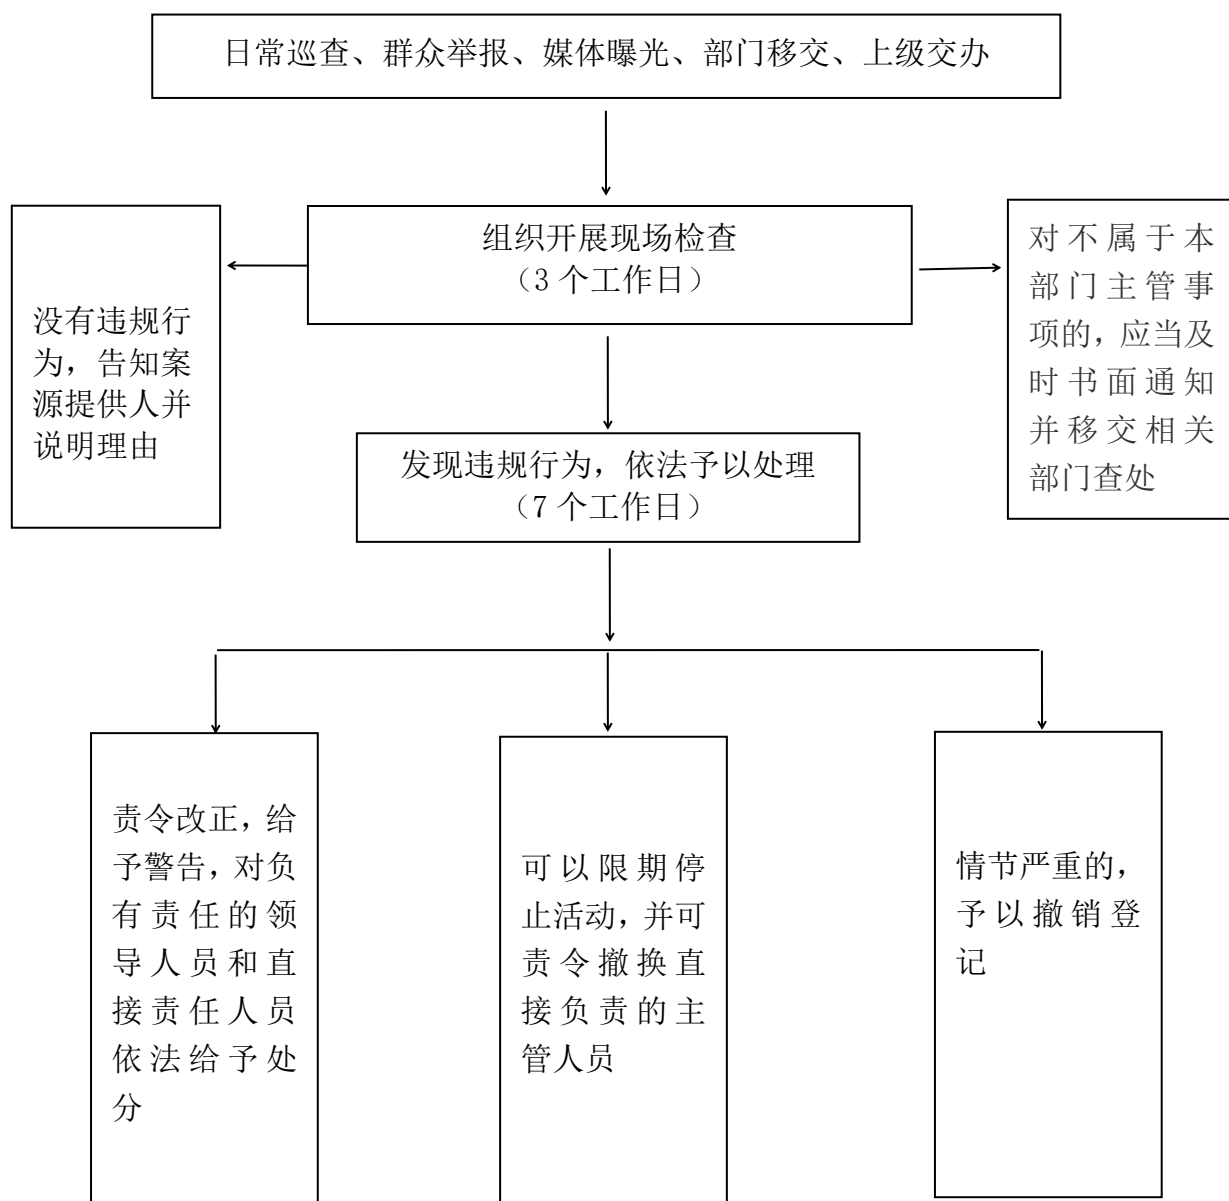 日常巡查、群众举报、媒体曝光、部门移交、上级交办
组织开展现场检查
（3 个工作日）
没有违规行
为，告知案
源提供人并
说明理由
对不属于本
部门主管事
项的，应当及
时书面通知
并移交相关
部门查处
发现违规行为，依法予以处理
（7 个工作日）
责令改正，给
予警告，对负
有责任的领
导人员和直
接责任人员
依法给予处
分
可以限期停
止活动，并可
责令撤换直
接负责的主
管人员
情节严重的，
予以撤销登
记